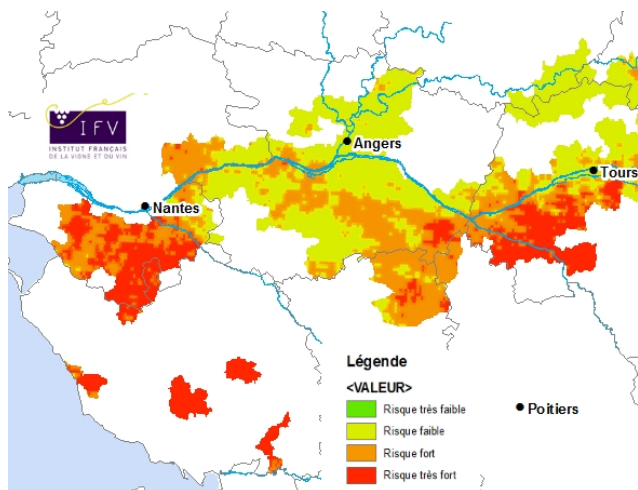 IFV
INSTITUT FRANÇAIS
DE LA VIGNE ET DU VIN
Angers
Tours
Nantes
Légende
<VALEUR>
Risque très faible
Risque faible
Risque fort
Risque très fort
Poitiers